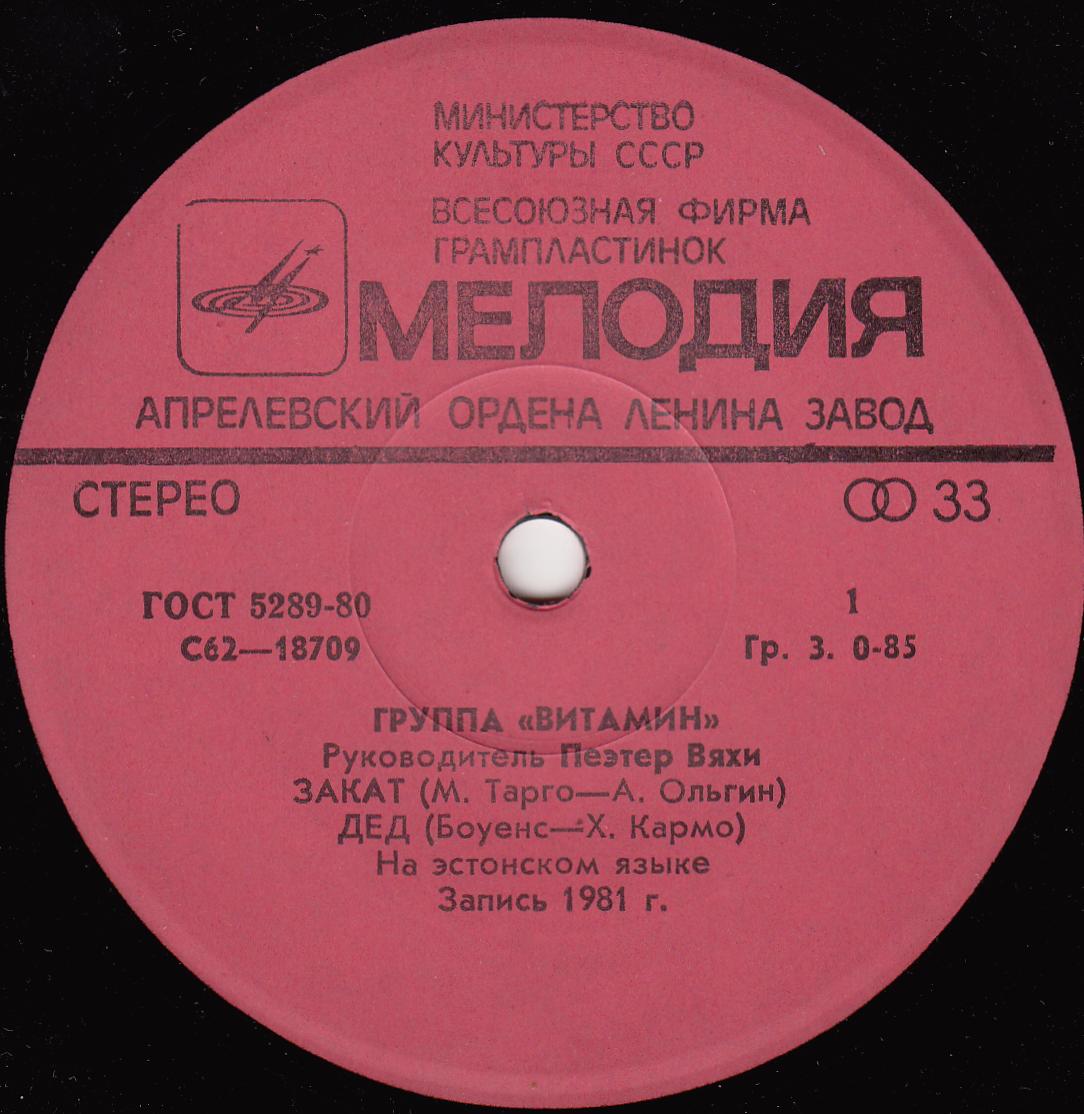 МИНИСТЕРСТВО
КУЛЬТУРЫ СССР
ВСЕСОЮЗНАЯ ФИРМА
ГРАМПЛАСТИНОК
МЕЛОДИЯ
АПРЕЛЕВСКИЙ ОРДЕНА ЛЕНИНА ЗАВОД
СТЕРЕО 33
ГОСТ 5289-80 1
С62—18709 Гр. 3. 0-85
ГРУППА «ВИТАМИН»
Руководитель Пеэтер Вяхи
ЗАКАТ (М. Тарго—А. Ольгин)
ДЕД (Боуенс—Х. Кармо)
На эстонском языке
Запись 1981 г.